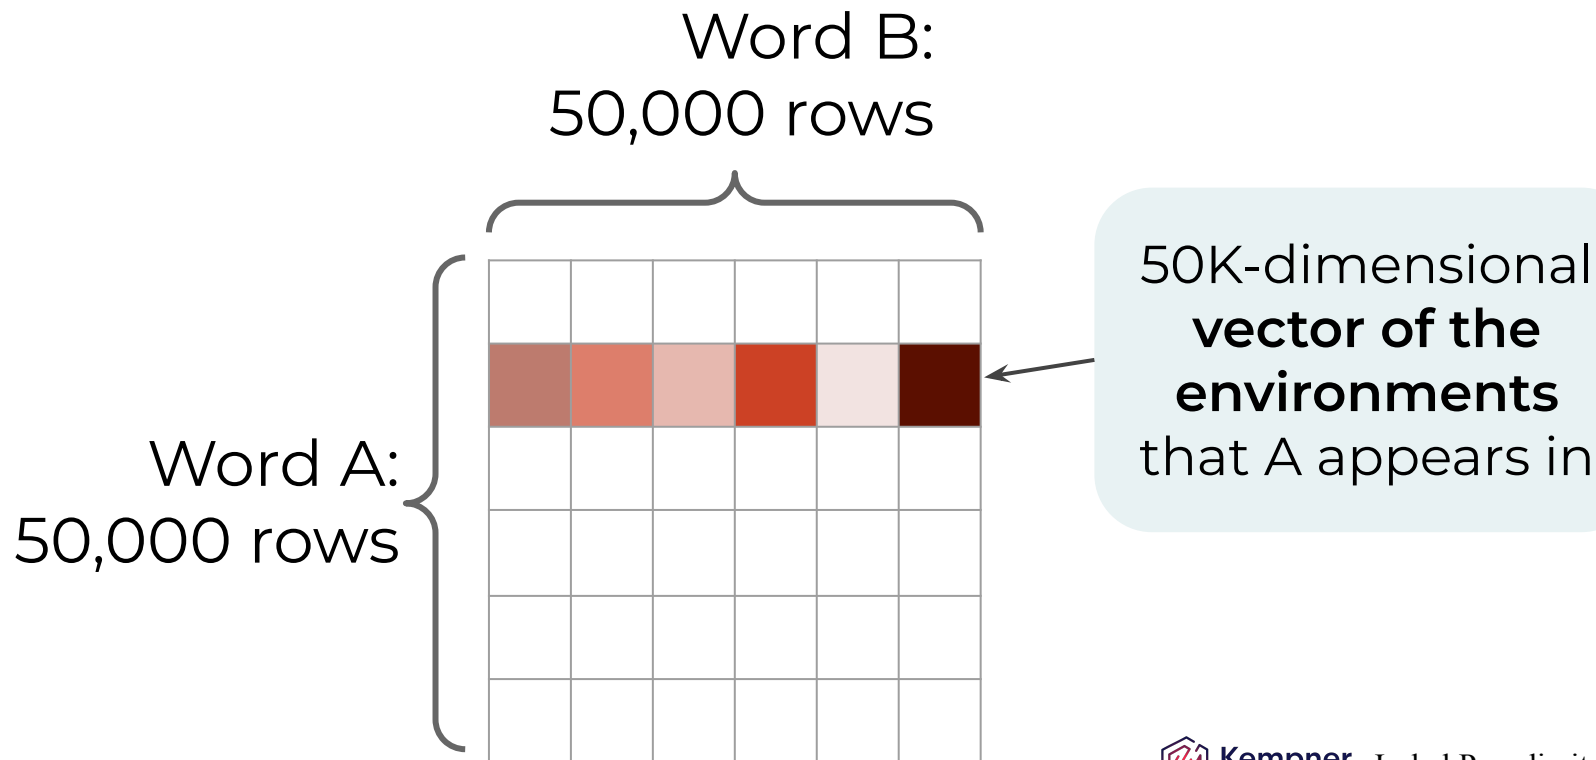 Word B:
50,000 rows
50K-dimensional
vector of the
environments
that A appears in
Word A:
50,000 rows
Kempner